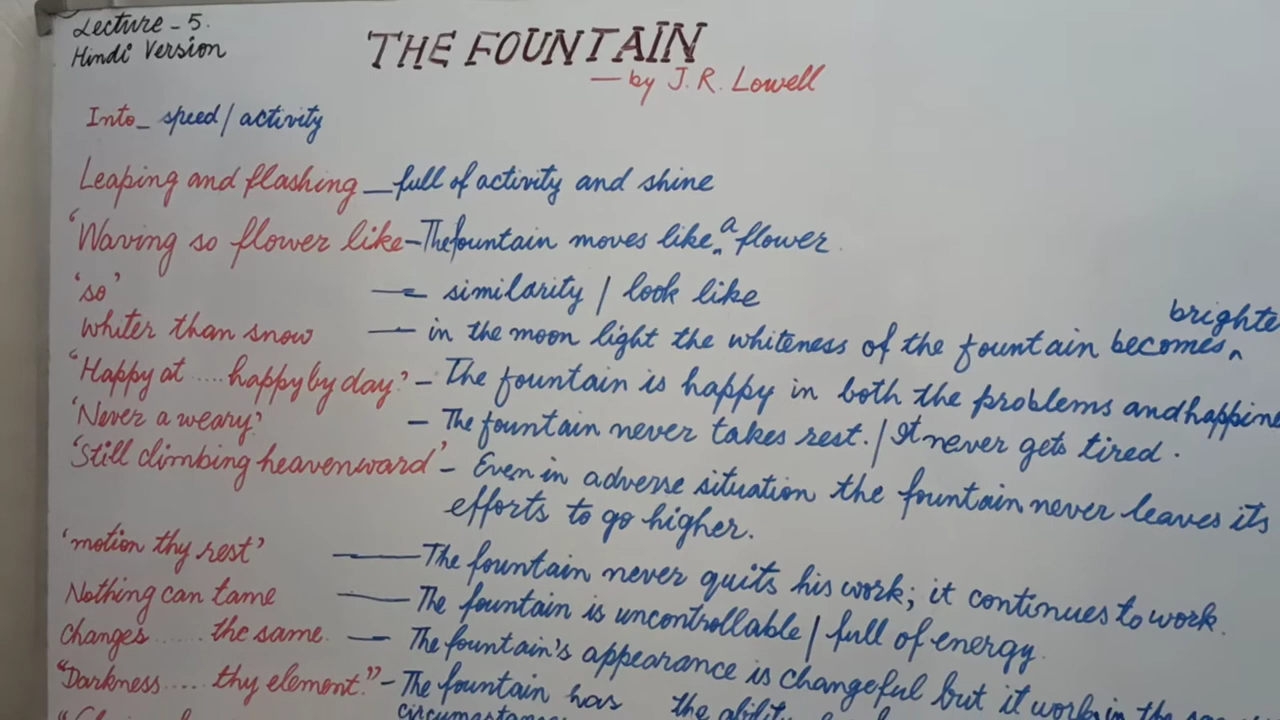 Lecture - 5.
Hindi Version
THE FOUNTAIN
— by J. R. Lowell
Into_ speed / activity
Leaping and flashing — full of activity and shine
'Waving so flower like - The fountain moves like a flower
'so' — similarity / look like
whiter than snow — in the moon light the whiteness of the fountain becomes
"Happy at ..... happy by day.' - The fountain is happy in both the problems and
'Never a weary' - The fountain never takes rest. / It never gets tired.
'Still climbing heavenward' - Even in adverse situation the fountain never leaves its
efforts to go higher.
'motion thy rest' — The fountain never quits his work; it continues to work.
Nothing can tame — The fountain is uncontrollable / full of energy.
Changes ...... the same. — The fountain's appearance is changeful but it works in the
"Darkness ..... thy element." - The fountain has the ability